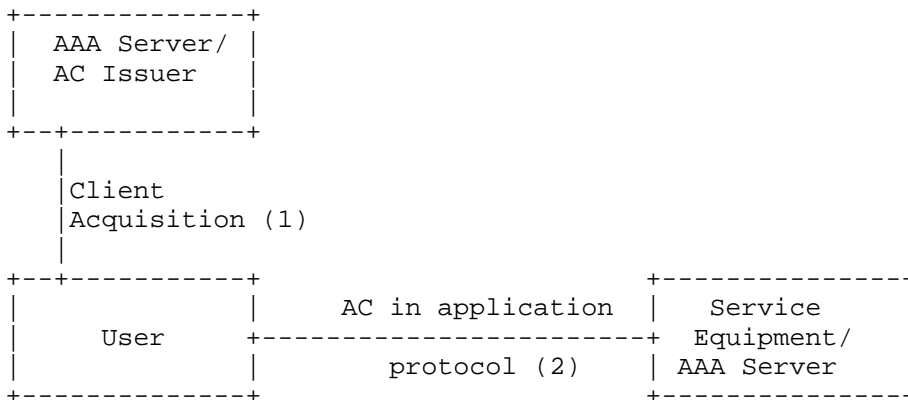 AAA Server/
AC Issuer
Client
Acquisition (1)
AC in application
Service
User
Equipment/
protocol (2)
AAA Server